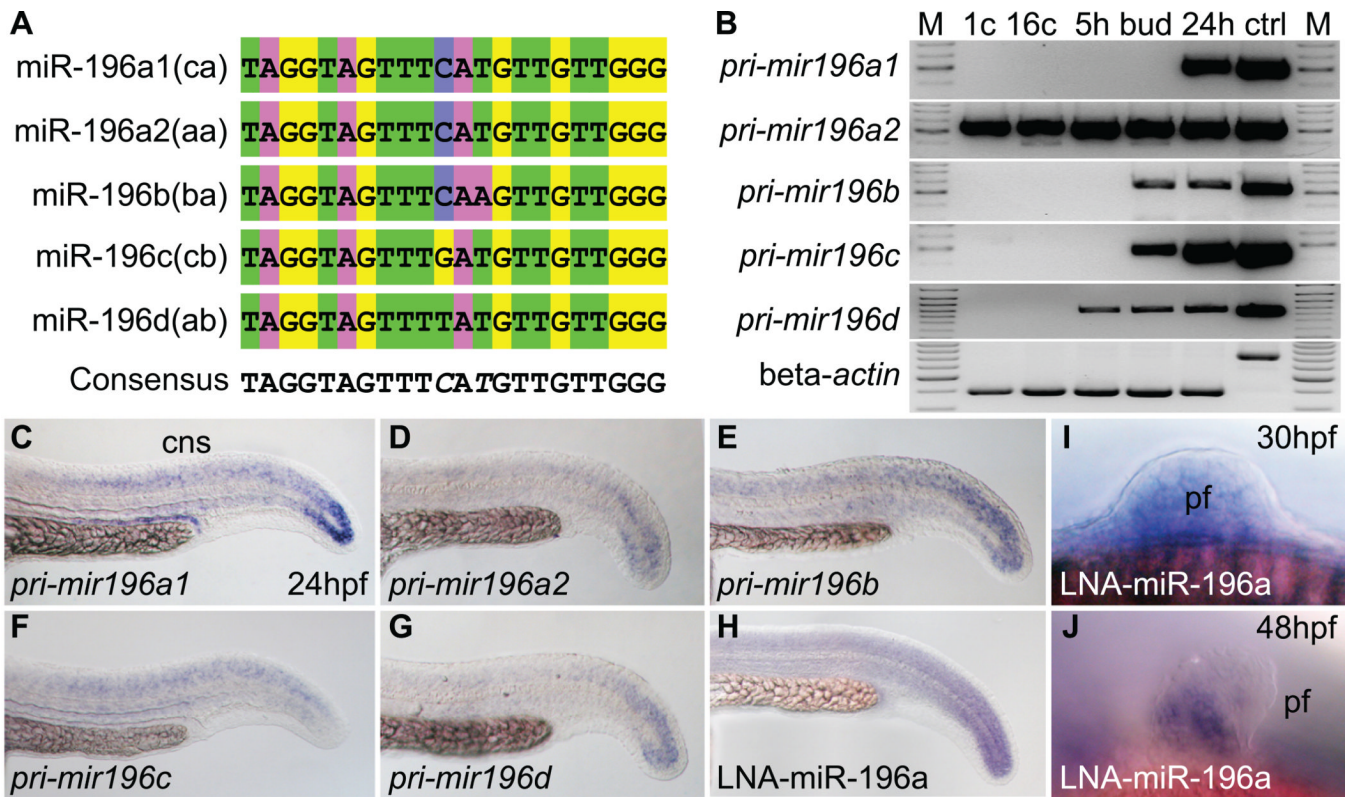 A
miR-196a1(ca) TAGGTAGTTTCATGTTGTTGGG
miR-196a2(aa) TAGGTAGTTTCATGTTGTTGGG
miR-196b(ba) TAGGTAGTTTCAAGTTGTTGGG
miR-196c(cb) TAGGTAGTTTGATGTTGTTGGG
miR-196d(ab) TAGGTAGTTTTATGTTGTTGGG
Consensus TAGGTAGTTTCATGTTGTTGGG
B
M 1c 16c 5h bud 24h ctrl M
pri-mir196a1
pri-mir196a2
pri-mir196b
pri-mir196c
pri-mir196d
beta-actin
C
cns
pri-mir196a1 24hpf
D
pri-mir196a2
E
pri-mir196b
I 30hpf
pf
LNA-miR-196a
F
pri-mir196c
G
pri-mir196d
H
LNA-miR-196a
J 48hpf
pf
LNA-miR-196a